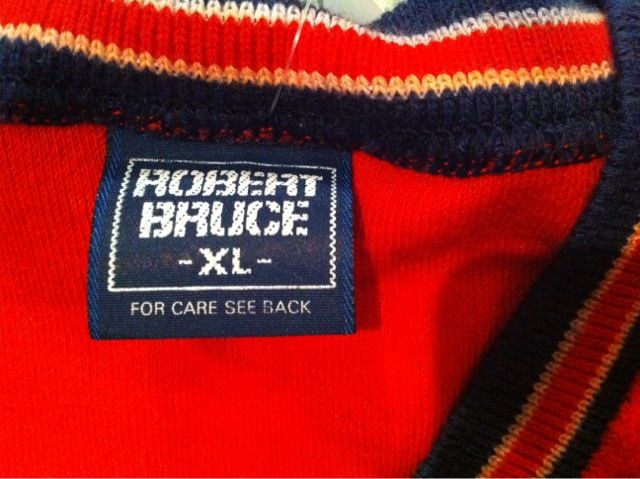 ROBERT
BRUCE
-XL-
FOR CARE SEE BACK